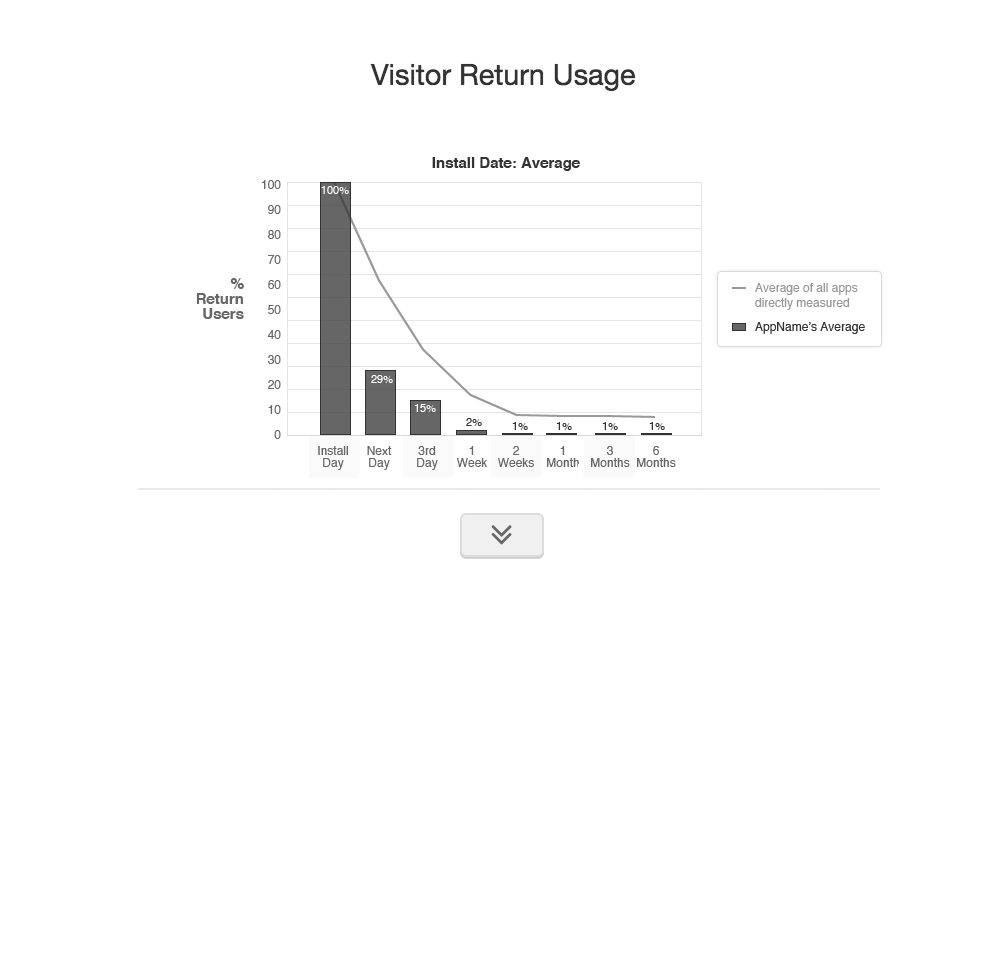 Visitor Return Usage
Install Date: Average
100
90
80
70
60
50
40
30
20
10
0
%
Return
Users
100%
29%
15%
2%
1%
1%
1%
1%
Install
Day
Next
Day
3rd
Day
1
Week
2
Weeks
1
Month
3
Months
6
Months
Average of all apps
directly measured
AppName's Average